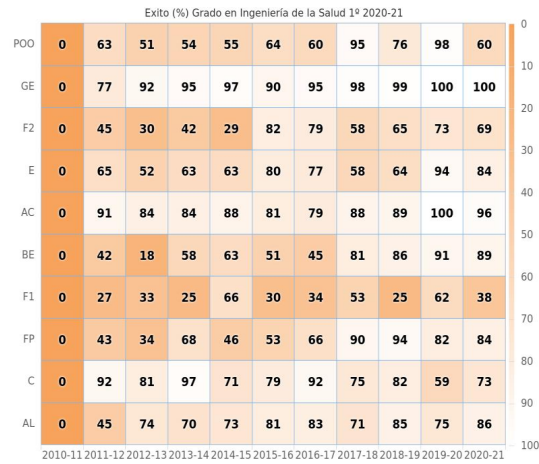 Exito (%) Grado en Ingeniería de la Salud 1º 2020-21
POO 0 63 51 54 55 64 60 95 76 98 60
GE 0 77 92 95 97 90 95 98 99 100 100
F2 0 45 30 42 29 82 79 58 65 73 69
E 0 65 52 63 63 80 77 58 64 94 84
AC 0 91 84 84 88 81 79 88 89 100 96
BE 0 42 18 58 63 51 45 81 86 91 89
F1 0 27 33 25 66 30 34 53 25 62 38
FP 0 43 34 68 46 53 66 90 94 82 84
C 0 92 81 97 71 79 92 75 82 59 73
AL 0 45 74 70 73 81 83 71 85 75 86
2010-11 2011-12 2012-13 2013-14 2014-15 2015-16 2016-17 2017-18 2018-19 2019-20 2020-21
0
10
20
30
40
50
60
70
80
90
100